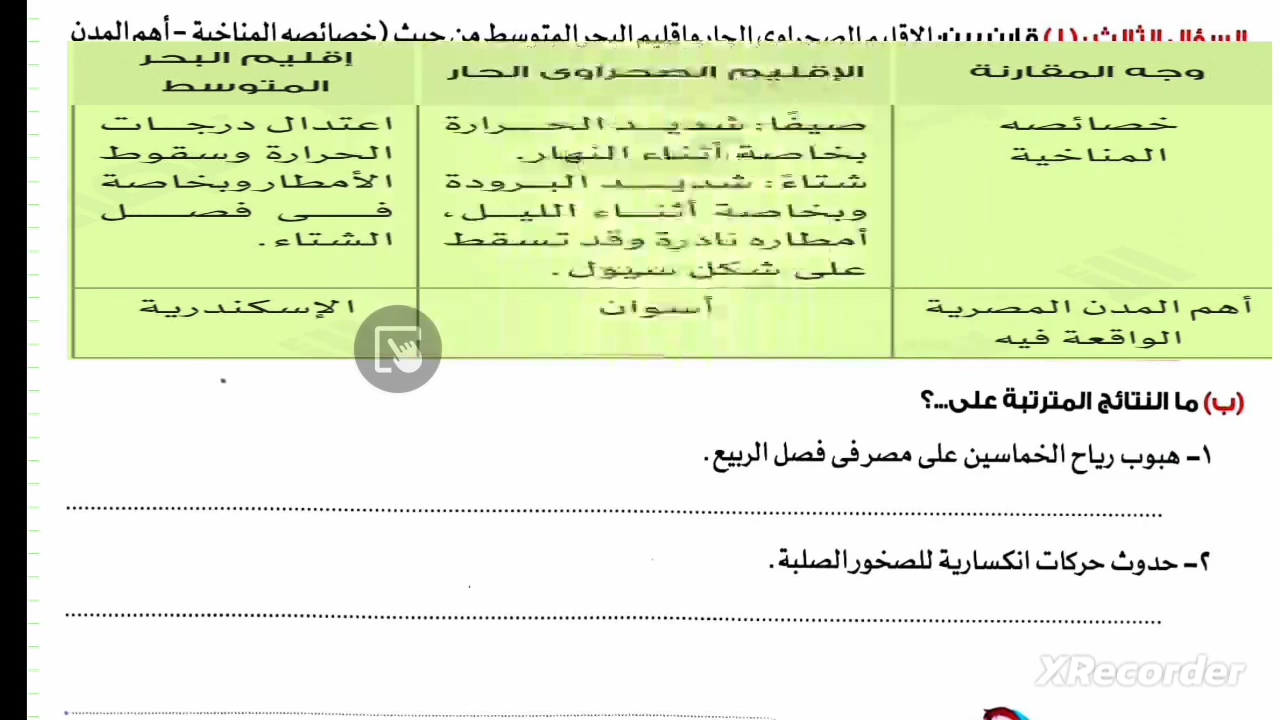 السؤال الثالث: (١) قارن بين: الإقليم الصحراوى الحار وإقليم البحر المتوسط من حيث (خصائصه المناخية – أهم المدن
وجه المقارنة
الإقليم الصحراوى الحار
إقليم البحر
المتوسط
خصائصه
المناخية
صيفًا: شديد الحرارة
بخاصة أثناء النهار.
شتاءً: شديد البرودة
وبخاصة أثناء الليل،
أمطاره نادرة وقد تسقط
على شكل سيول.
اعتدال درجات
الحرارة وسقوط
الأمطار وبخاصة
فى فصل
الشتاء.
أهم المدن المصرية
الواقعة فيه
أسوان
الإسكندرية
(ب) ما النتائج المترتبة على...؟
١- هبوب رياح الخماسين على مصر فى فصل الربيع.
٢- حدوث حركات انكسارية للصخور الصلبة.
XRecorder